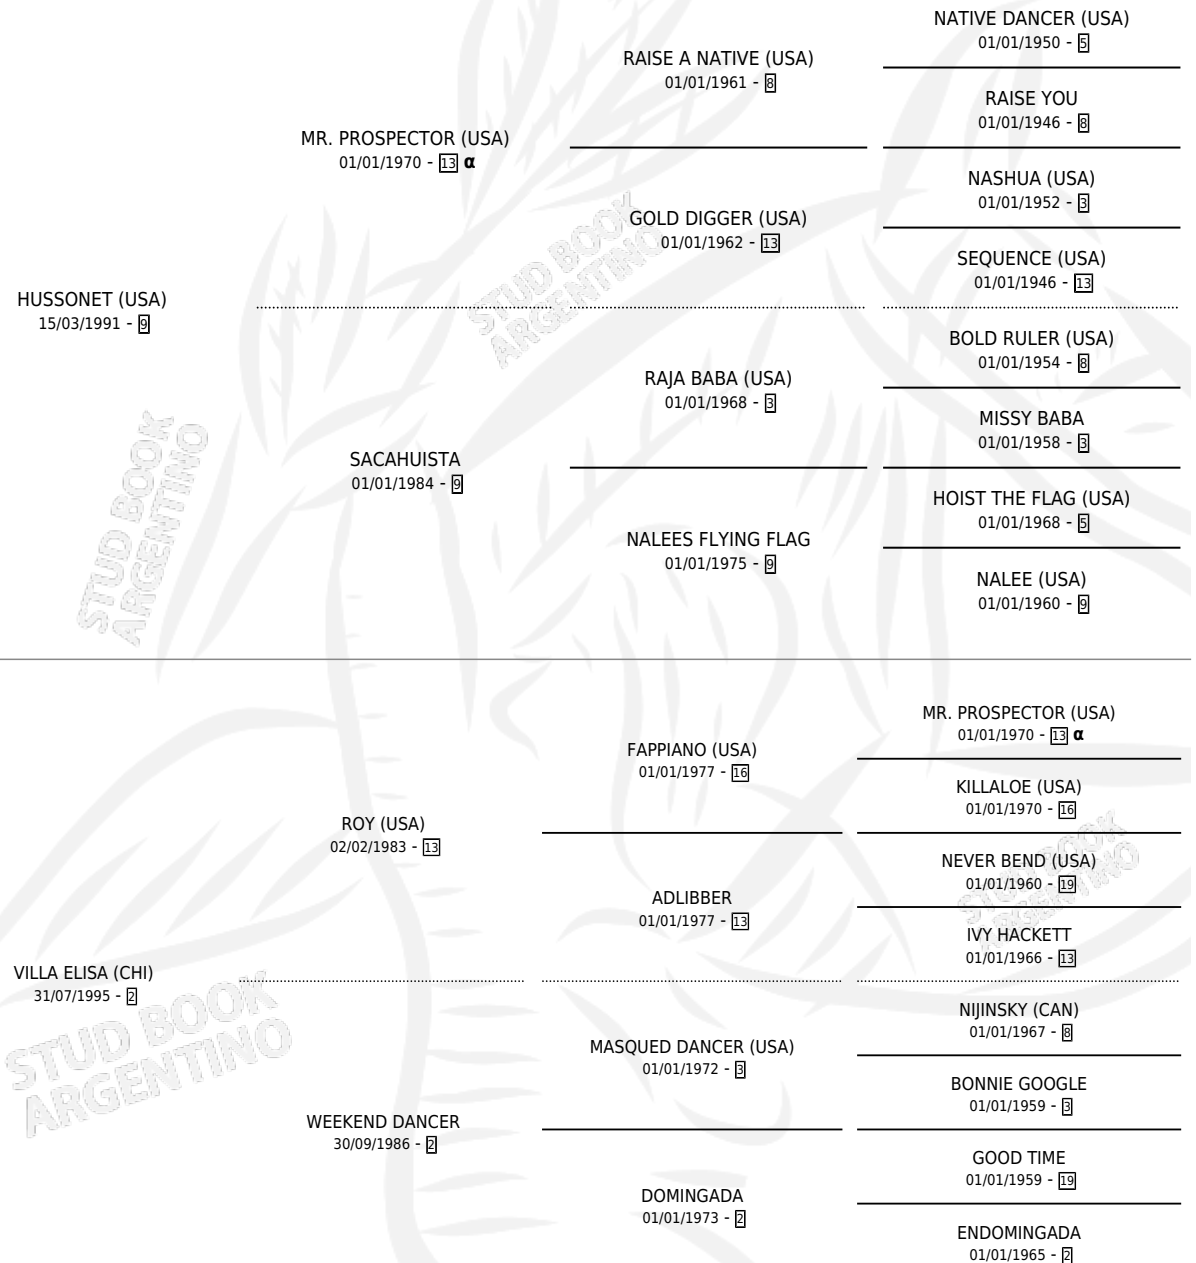 NATIVE DANCER (USA)
01/01/1950 - 5
RAISE A NATIVE (USA)
01/01/1961 - 8
RAISE YOU
01/01/1946 - 8
MR. PROSPECTOR (USA)
01/01/1970 - 13 α
NASHUA (USA)
01/01/1952 - 3
GOLD DIGGER (USA)
01/01/1962 - 13
SEQUENCE (USA)
01/01/1946 - 13
STUD BOOK
ARGENTINO
HUSSONET (USA)
15/03/1991 - 9
BOLD RULER (USA)
01/01/1954 - 8
RAJA BABA (USA)
01/01/1968 - 3
MISSY BABA
01/01/1958 - 3
SACAHUISTA
01/01/1984 - 9
HOIST THE FLAG (USA)
01/01/1968 - 5
NALEES FLYING FLAG
01/01/1975 - 9
NALEE (USA)
01/01/1960 - 9
STUD BOOK
ARGENTINO
MR. PROSPECTOR (USA)
01/01/1970 - 13 α
FAPPIANO (USA)
01/01/1977 - 16
KILLALOE (USA)
01/01/1970 - 16
ROY (USA)
02/02/1983 - 13
NEVER BEND (USA)
01/01/1960 - 19
ADLIBBER
01/01/1977 - 13
IVY HACKETT
01/01/1966 - 13
STUD BOOK
ARGENTINO
VILLA ELISA (CHI)
31/07/1995 - 2
NIJINSKY (CAN)
01/01/1967 - 8
MASQUED DANCER (USA)
01/01/1972 - 3
BONNIE GOOGLE
01/01/1959 - 3
WEEKEND DANCER
30/09/1986 - 2
GOOD TIME
01/01/1959 - 19
DOMINGADA
01/01/1973 - 2
ENDOMINGADA
01/01/1965 - 2
STUD BOOK
ARGENTINO